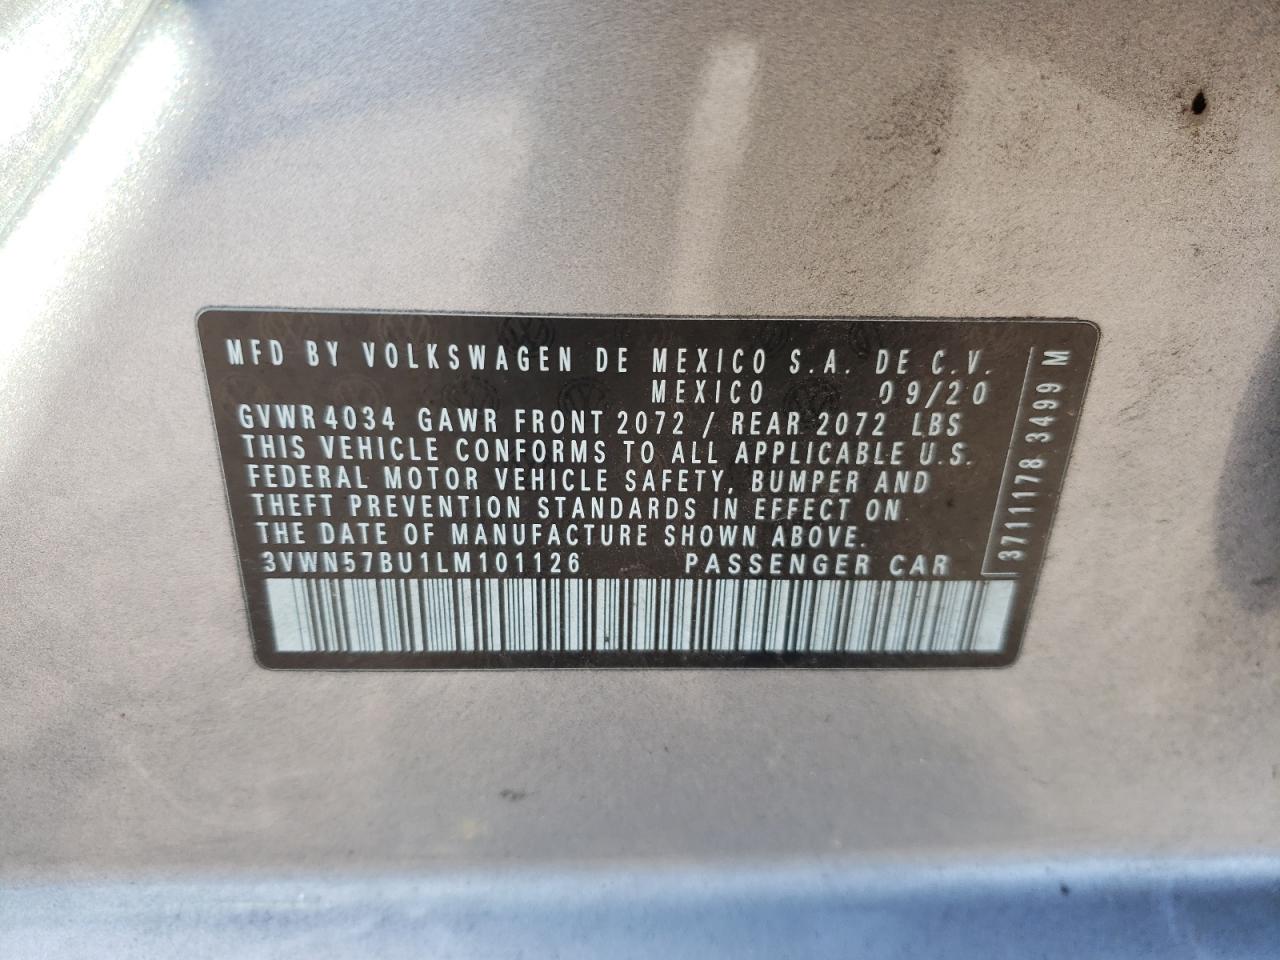 MFD BY VOLKSWAGEN DE MEXICO S.A. DE C.V.
MEXICO 09/20
GVWR 4034 GAWR FRONT 2072 / REAR 2072 LBS
THIS VEHICLE CONFORMS TO ALL APPLICABLE U.S.
FEDERAL MOTOR VEHICLE SAFETY, BUMPER AND
THEFT PREVENTION STANDARDS IN EFFECT ON
THE DATE OF MANUFACTURE SHOWN ABOVE.
3VWN57BU1LM101126 PASSENGER CAR
3711178 3499 M